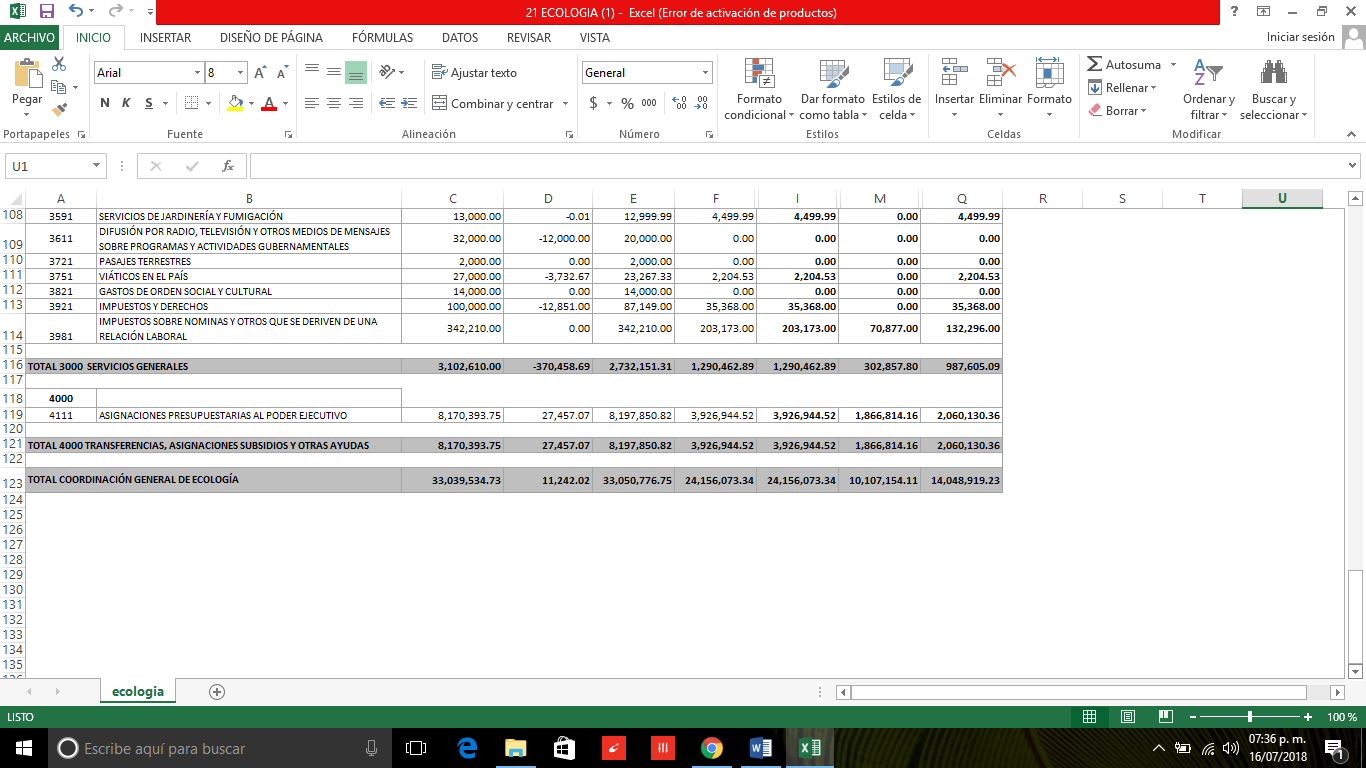 21 ECOLOGIA (1) - Excel (Error de activación de productos)
ARCHIVO INICIO INSERTAR DISEÑO DE PÁGINA FÓRMULAS DATOS REVISAR VISTA Iniciar sesión
Pegar
Portapapeles
Arial 8
N K S
Fuente
Ajustar texto
Combinar y centrar
Alineación
General
$ % 000
Número
Formato condicional
Dar formato como tabla
Estilos de celda
Estilos
Insertar Eliminar Formato
Celdas
Autosuma
Rellenar
Borrar
Ordenar y filtrar
Buscar y seleccionar
Modificar
U1 fx
A B C D E F I M Q R S T U
108 3591 SERVICIOS DE JARDINERÍA Y FUMIGACIÓN 13,000.00 -0.01 12,999.99 4,499.99 4,499.99 0.00 4,499.99
DIFUSIÓN POR RADIO, TELEVISIÓN Y OTROS MEDIOS DE MENSAJES
109 3611 SOBRE PROGRAMAS Y ACTIVIDADES GUBERNAMENTALES 32,000.00 -12,000.00 20,000.00 0.00 0.00 0.00 0.00
110 3721 PASAJES TERRESTRES 2,000.00 0.00 2,000.00 0.00 0.00 0.00 0.00
111 3751 VIÁTICOS EN EL PAÍS 27,000.00 -3,732.67 23,267.33 2,204.53 2,204.53 0.00 2,204.53
112 3821 GASTOS DE ORDEN SOCIAL Y CULTURAL 14,000.00 0.00 14,000.00 0.00 0.00 0.00 0.00
113 3921 IMPUESTOS Y DERECHOS 100,000.00 -12,851.00 87,149.00 35,368.00 35,368.00 0.00 35,368.00
IMPUESTOS SOBRE NOMINAS Y OTROS QUE SE DERIVEN DE UNA
114 3981 RELACIÓN LABORAL 342,210.00 0.00 342,210.00 203,173.00 203,173.00 70,877.00 132,296.00
115
116 TOTAL 3000 SERVICIOS GENERALES 3,102,610.00 -370,458.69 2,732,151.31 1,290,462.89 1,290,462.89 302,857.80 987,605.09
117
118 4000
119 4111 ASIGNACIONES PRESUPUESTARIAS AL PODER EJECUTIVO 8,170,393.75 27,457.07 8,197,850.82 3,926,944.52 3,926,944.52 1,866,814.16 2,060,130.36
120
121 TOTAL 4000 TRANSFERENCIAS, ASIGNACIONES SUBSIDIOS Y OTRAS AYUDAS 8,170,393.75 27,457.07 8,197,850.82 3,926,944.52 3,926,944.52 1,866,814.16 2,060,130.36
122
123 TOTAL COORDINACIÓN GENERAL DE ECOLOGÍA 33,039,534.73 11,242.02 33,050,776.75 24,156,073.34 24,156,073.34 10,107,154.11 14,048,919.23
124
125
126
127
128
129
130
131
132
133
134
135
ecologia
LISTO 100 %
Escribe aquí para buscar
07:36 p. m.
16/07/2018
1